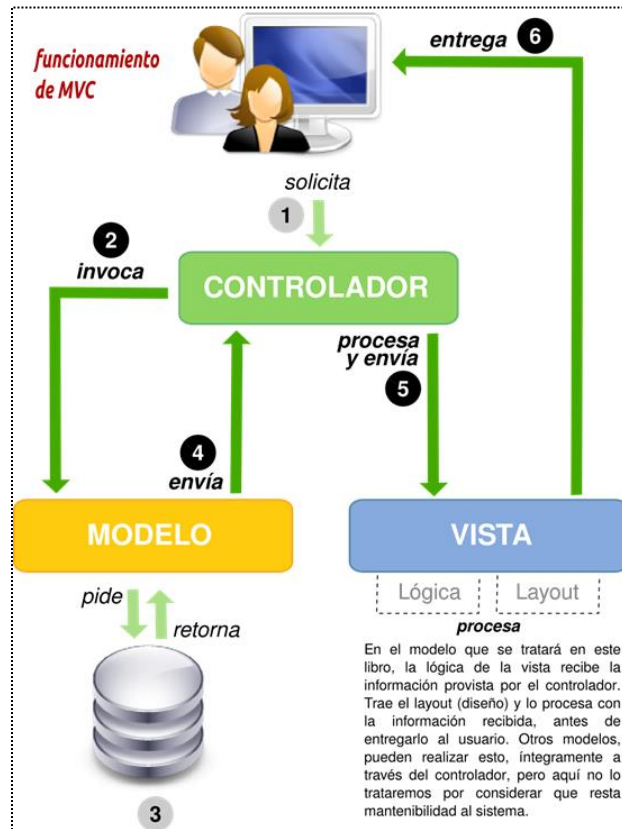 funcionamiento
de MVC
entrega 6
solicita
1
2
invoca
CONTROLADOR
procesa
y envía
5
4
envía
MODELO
VISTA
Lógica
Layout
procesa
pide
retorna
3
En el modelo que se tratará en este
libro, la lógica de la vista recibe la
información provista por el controlador.
Trae el layout (diseño) y lo procesa con
la información recibida, antes de
entregarlo al usuario. Otros modelos,
pueden realizar esto, íntegramente a
través del controlador, pero aquí no lo
trataremos por considerar que resta
mantenibilidad al sistema.